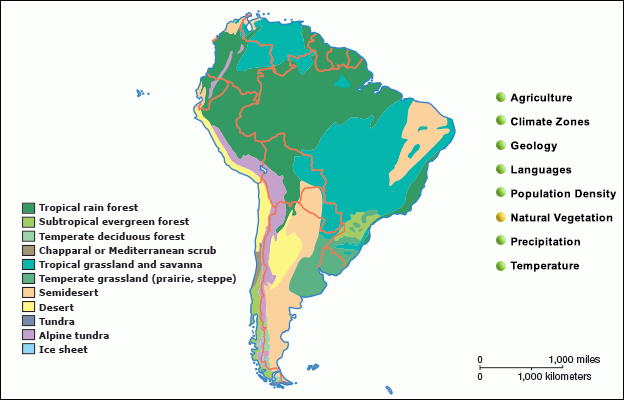 Agriculture
Climate Zones
Geology
Languages
Population Density
Natural Vegetation
Precipitation
Temperature
Tropical rain forest
Subtropical evergreen forest
Temperate deciduous forest
Chapparal or Mediterranean scrub
Tropical grassland and savanna
Temperate grassland (prairie, steppe)
Semidesert
Desert
Tundra
Alpine tundra
Ice sheet
0 1,000 miles
0 1,000 kilometers